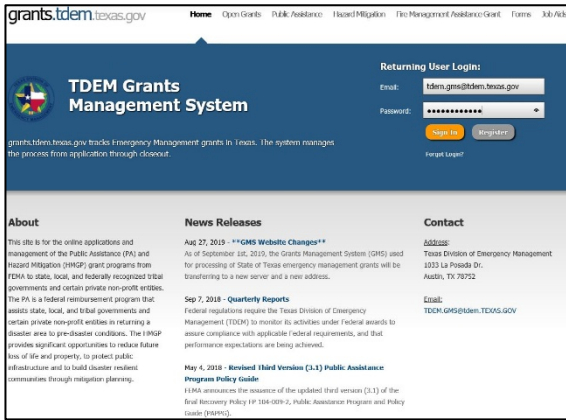 grants.tdem.texas.gov
Home Open Grants Public Assistance Hazard Mitigation Fire Management Assistance Grant Forms Job Aids
Returning User Login:
TDEM Grants
Management System
Email: tdem.gms@tdem.texas.gov
Password: ••••••••••••
Sign In Register
Forgot Login?
grants.tdem.texas.gov tracks Emergency Management grants in Texas. The system manages
the process from application through closeout.
About
This site is for the online applications and
management of the Public Assistance (PA) and
Hazard Mitigation (HMGP) grant programs from
FEMA to state, local, and federally recognized tribal
governments and certain private non-profit entities.
The PA is a federal reimbursement program that
assists state, local, and tribal governments and
certain private non-profit entities in returning a
disaster area to pre-disaster conditions. The HMGP
provides significant opportunities to reduce future
loss of life and property, to protect public
infrastructure and to build disaster resilient
communities through mitigation planning.
News Releases
Aug 27, 2019 - **GMS Website Changes**
As of September 1st, 2019, the Grants Management System (GMS) used
for processing of State of Texas emergency management grants will be
transferred to a new server and a new address.
Sep 7, 2018 - Quarterly Reports
Federal regulations require the Texas Division of Emergency
Management (TDEM) to monitor its activities under Federal awards to
assure compliance with applicable Federal requirements, and that
performance expectations are being achieved.
May 4, 2018 - Revised Third Version (3.1) Public Assistance
Program Policy Guide
FEMA announces the issuance of the updated third version (3.1) of the
final Recovery Policy FP 104-009-2, Public Assistance Program and Policy
Guide (PAPPG).
Contact
Address:
Texas Division of Emergency Management
1033 La Posada Dr.
Austin, TX 78752
Email:
TDEM.GMS@tdem.TEXAS.GOV